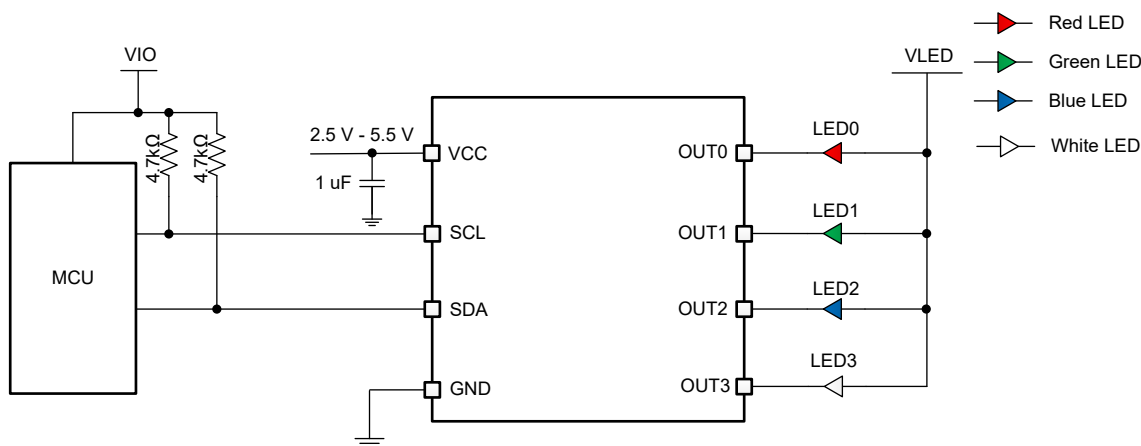 VIO
4.7kΩ
4.7kΩ
MCU
2.5 V - 5.5 V
1 uF
VCC
SCL
SDA
GND
OUT0
OUT1
OUT2
OUT3
LED0
LED1
LED2
LED3
VLED
Red LED
Green LED
Blue LED
White LED